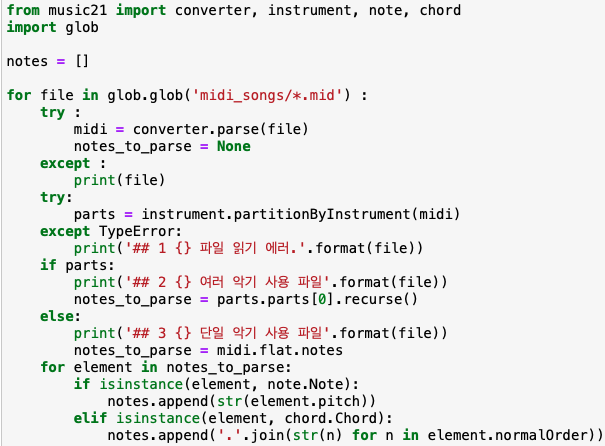 from music21 import converter, instrument, note, chord
import glob

notes = []

for file in glob.glob('midi_songs/*.mid') :
    try :
        midi = converter.parse(file)
        notes_to_parse = None
    except :
        print(file)
    try:
        parts = instrument.partitionByInstrument(midi)
    except TypeError:
        print('## 1 {} 파일 읽기 에러.'.format(file))
    if parts:
        print('## 2 {} 여러 악기 사용 파일'.format(file))
        notes_to_parse = parts.parts[0].recurse()
    else:
        print('## 3 {} 단일 악기 사용 파일'.format(file))
        notes_to_parse = midi.flat.notes
    for element in notes_to_parse:
        if isinstance(element, note.Note):
            notes.append(str(element.pitch))
        elif isinstance(element, chord.Chord):
            notes.append('.'.join(str(n) for n in element.normalOrder))